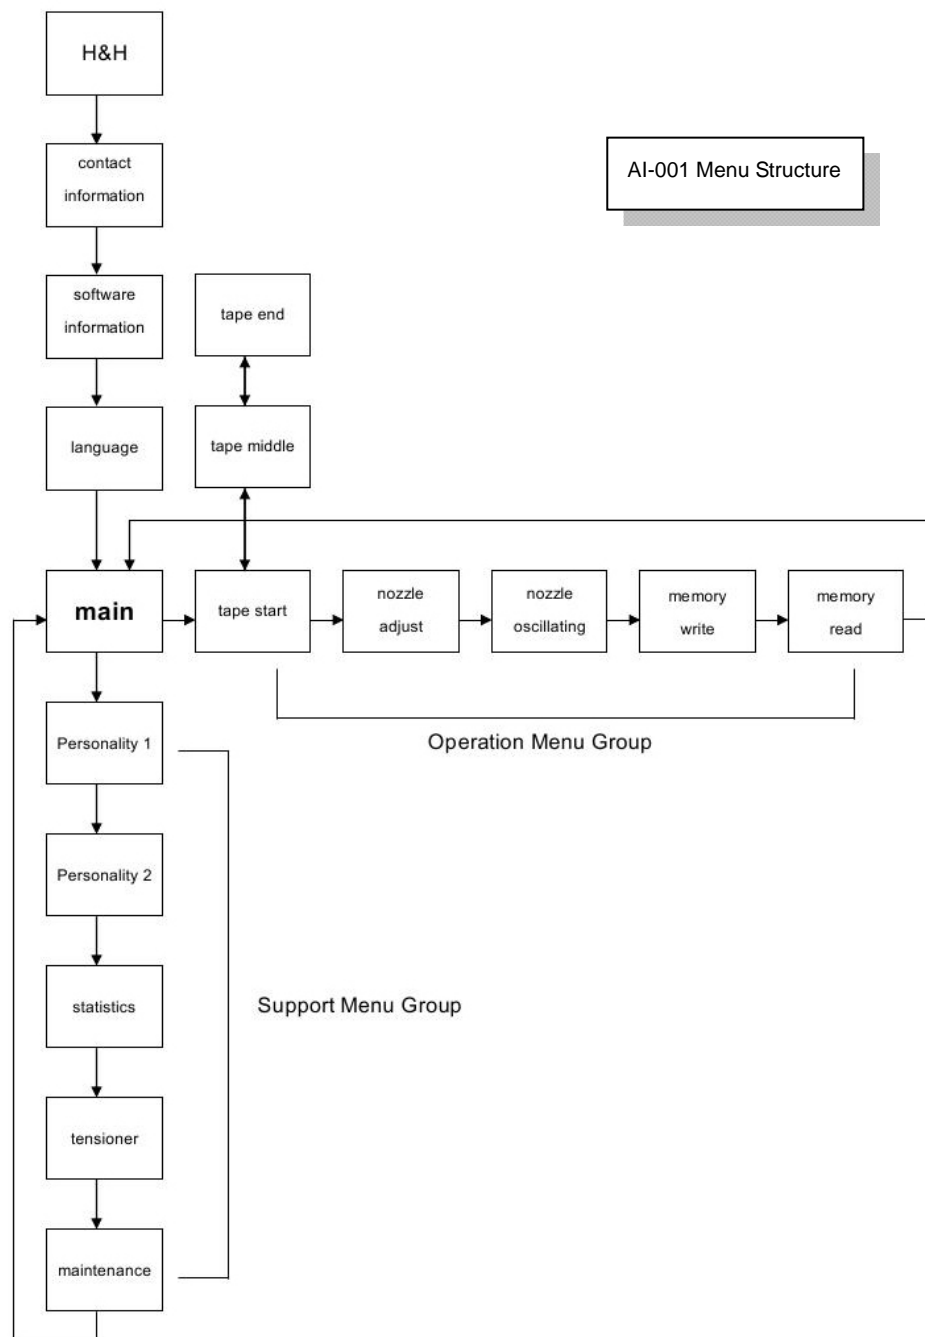 H&H
contact
information
AI-001 Menu Structure
software
information
tape end
language
tape middle
main
tape start
nozzle
adjust
nozzle
oscillating
memory
write
memory
read
Operation Menu Group
Personality 1
Personality 2
statistics
Support Menu Group
tensioner
maintenance